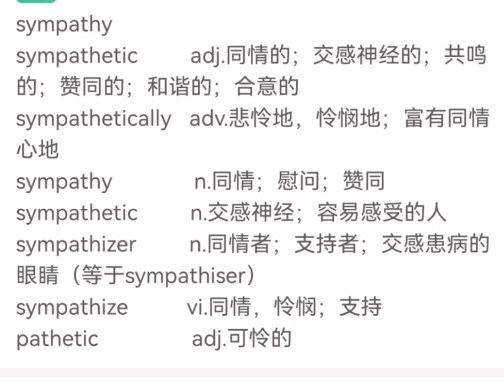 sympathy
sympathetic adj.同情的；交感神经的；共鸣
的；赞同的；和谐的；合意的
sympathetically adv.悲怜地，怜悯地；富有同情
心地
sympathy n.同情；慰问；赞同
sympathetic n.交感神经；容易感受的人
sympathizer n.同情者；支持者；交感患病的
眼睛（等于sympathiser）
sympathize vi.同情，怜悯；支持
pathetic adj.可怜的